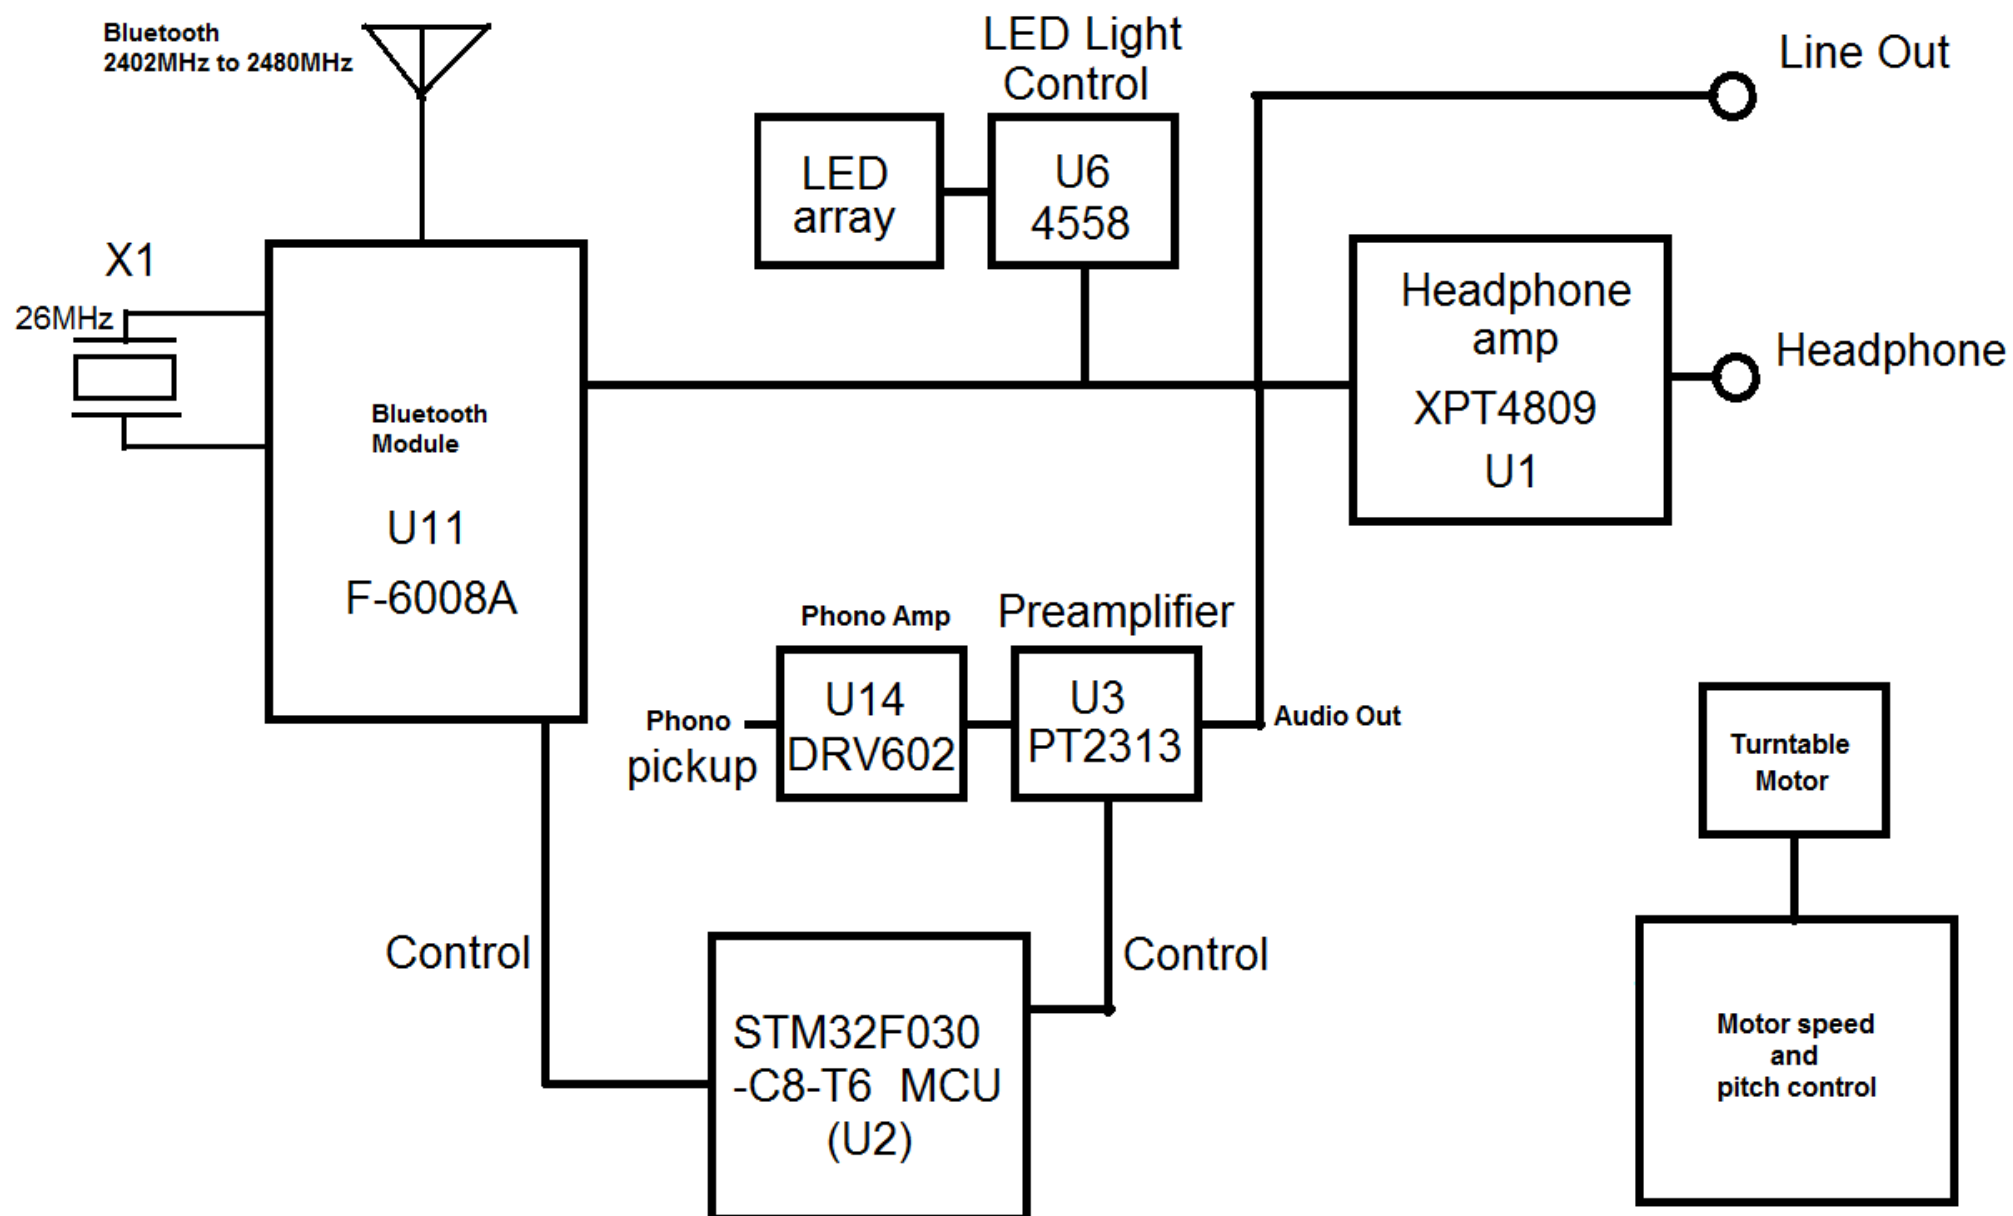 Bluetooth
2402MHz to 2480MHz
LED Light
Control
Line Out
LED
array
U6
4558
X1
26MHz
Headphone
amp
XPT4809
U1
Headphone
Bluetooth
Module
U11
F-6008A
Phono Amp
Preamplifier
Phono
pickup
U14
DRV602
U3
PT2313
Audio Out
Turntable
Motor
Control
Control
STM32F030
-C8-T6 MCU
(U2)
Motor speed
and
pitch control